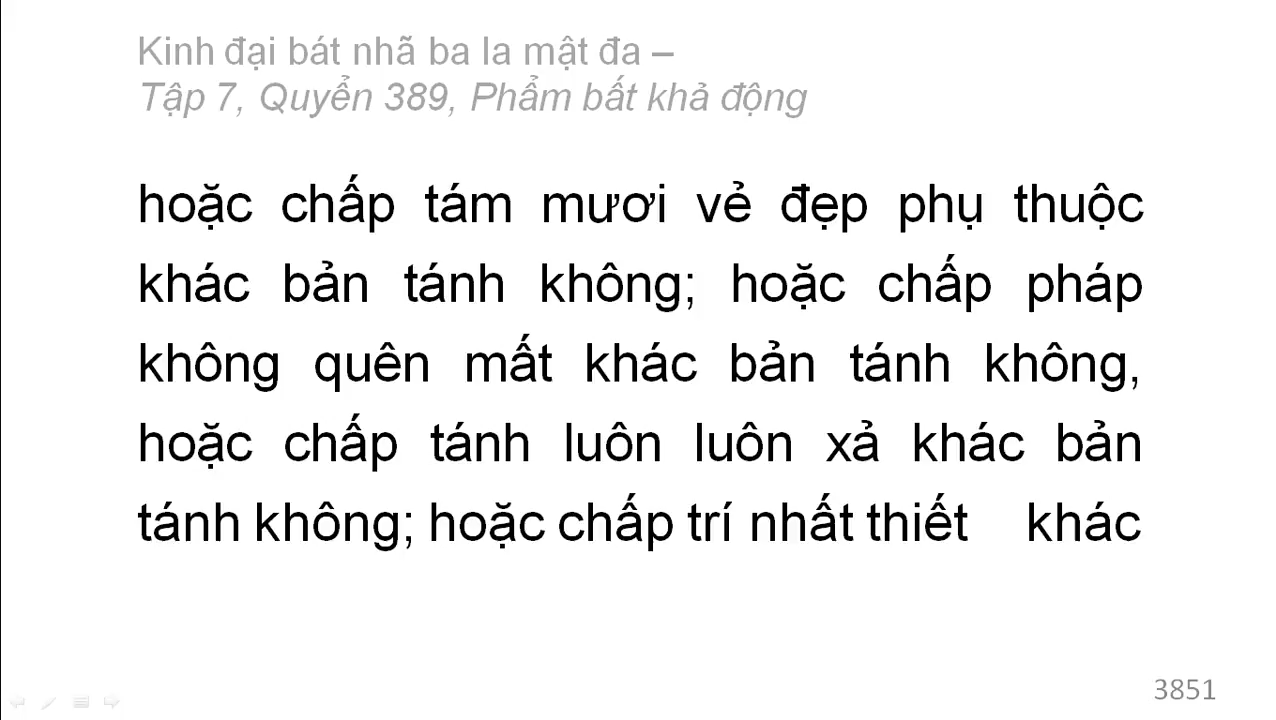 Kinh đại bát nhã ba la mật đa –
Tập 7, Quyển 389, Phẩm bất khả động
hoặc chấp tám mươi vẻ đẹp phụ thuộc
khác bản tánh không; hoặc chấp pháp
không quên mất khác bản tánh không,
hoặc chấp tánh luôn luôn xả khác bản
tánh không; hoặc chấp trí nhất thiết khác
3851